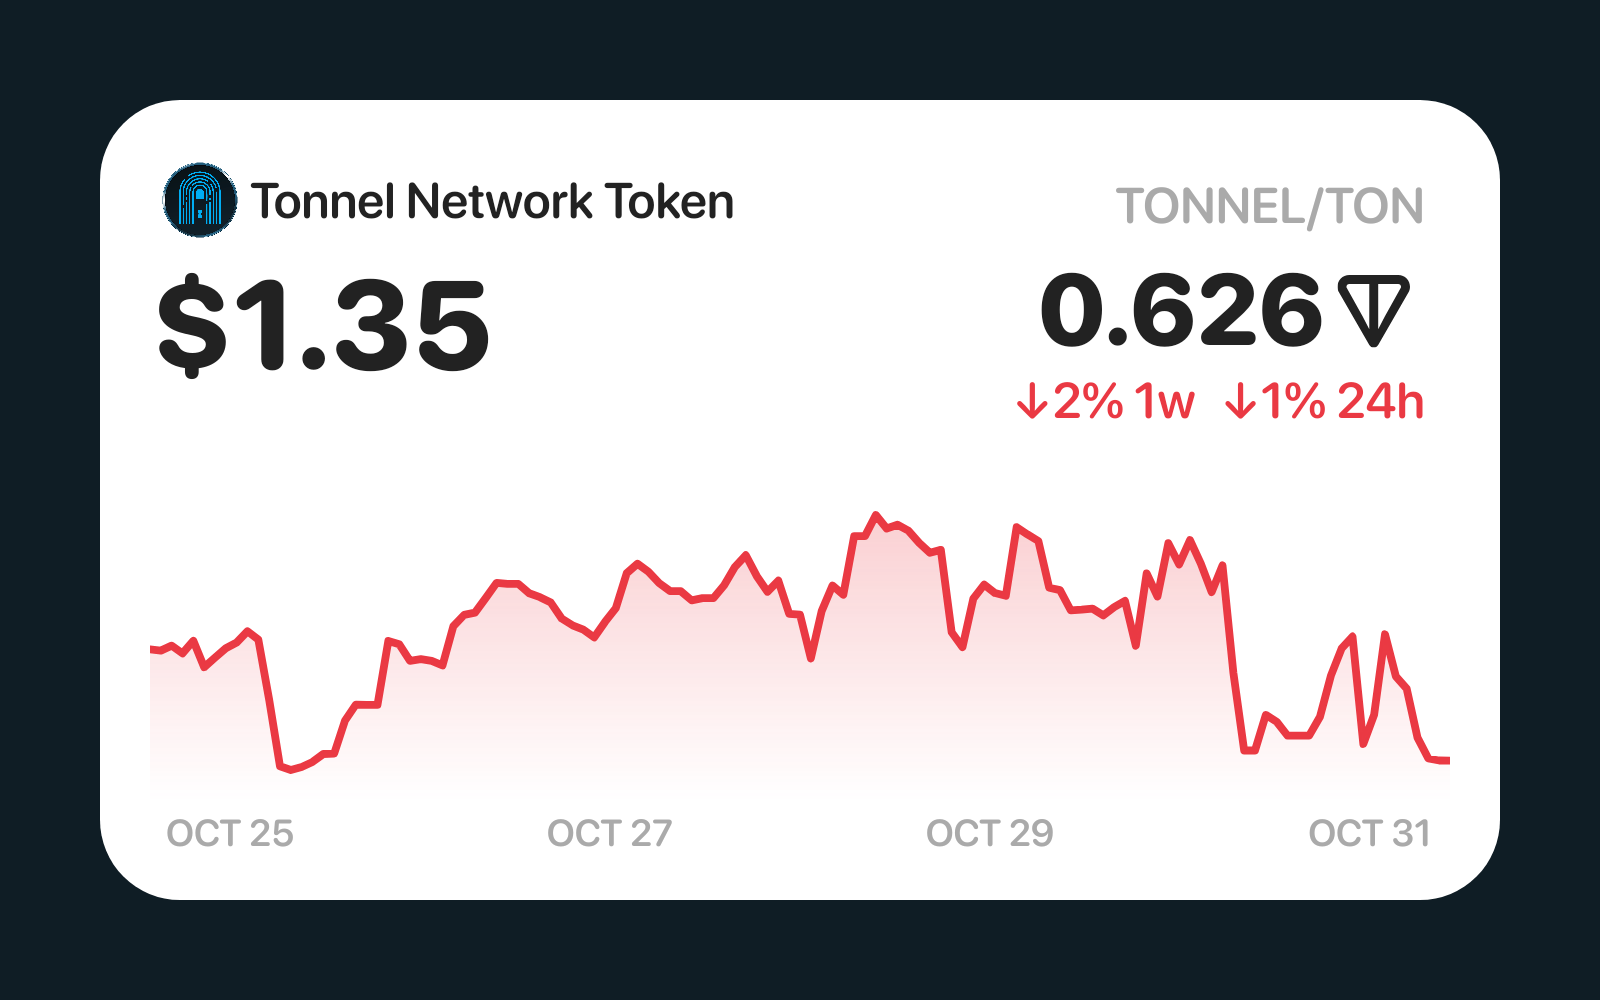 Tonnel Network Token
TONNEL/TON
$1.35
0.626
↓2% 1w ↓1% 24h
OCT 25 OCT 27 OCT 29 OCT 31